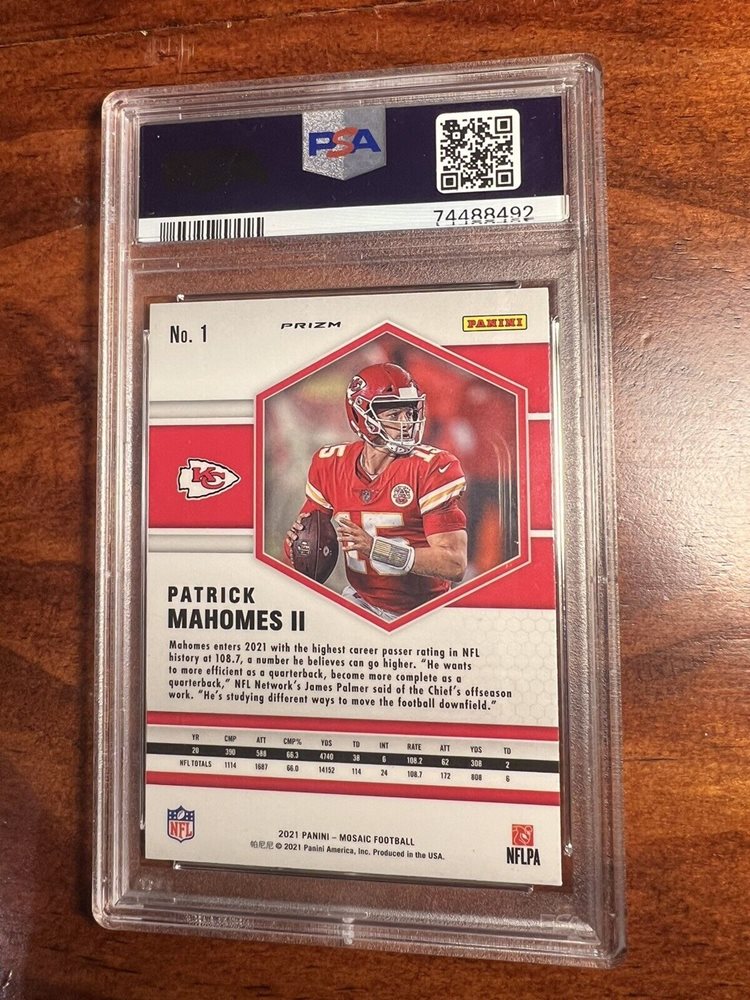 PSA
74488492
No. 1
PRIZM
PANINI
KC
15
15
PATRICK
MAHOMES II
Mahomes enters 2021 with the highest career passer rating in NFL
history at 108.7, a number he believes can go higher. “He wants
to more efficient as a quarterback, become more complete as a
quarterback,” NFL Network's James Palmer said of the Chief's offseason
work. “He's studying different ways to move the football downfield.”
YR CMP ATT CMP% YDS TD INT RATE ATT YDS TD
20 390 588 66.3 4740 38 6 108.2 62 308 2
NFL TOTALS 1114 1687 66.0 14152 114 24 108.7 172 808 6
NFL
2021 PANINI – MOSAIC FOOTBALL
帕尼尼 © 2021 Panini America, Inc. Produced in the USA.
NFLPA
PSA